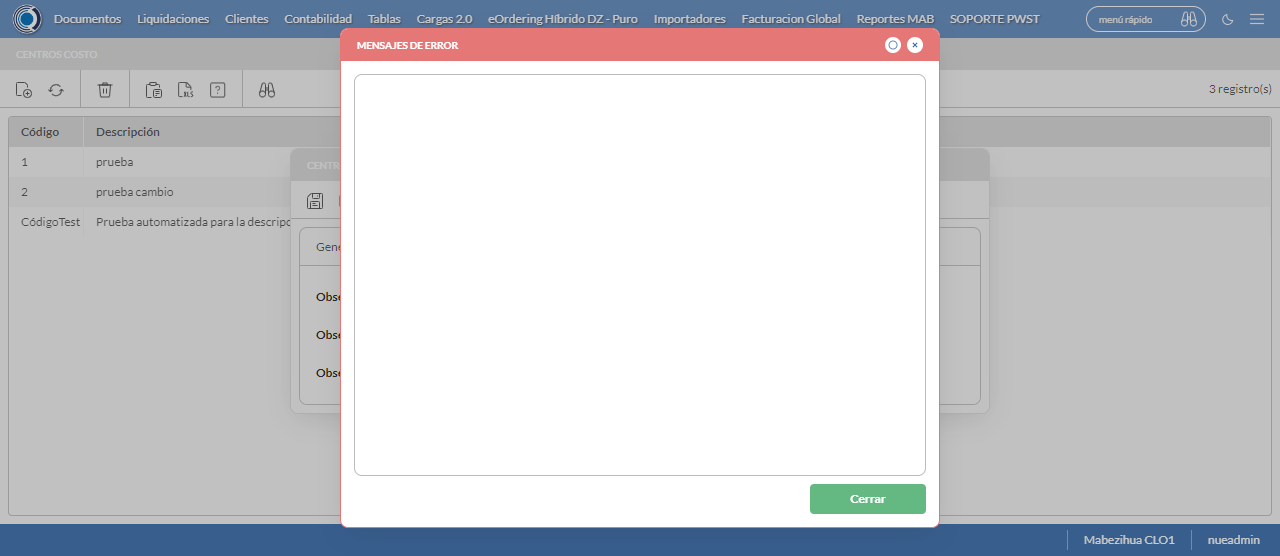 Documentos Liquidaciones Clientes Contabilidad Tablas Cargas 2.0 eOrdering Híbrido DZ - Puro Importadores Facturacion Global Reportes MAB SOPORTE PWST menú rápido
MENSAJES DE ERROR
CENTROS COSTO
XLS
3 registro(s)
Código Descripción
1 prueba
2 prueba cambio
CódigoTest Prueba automatizada para la descripc
CENTR
Gene
Obse
Obse
Obse
Cerrar
Mabezihua CLO1 nueadmin